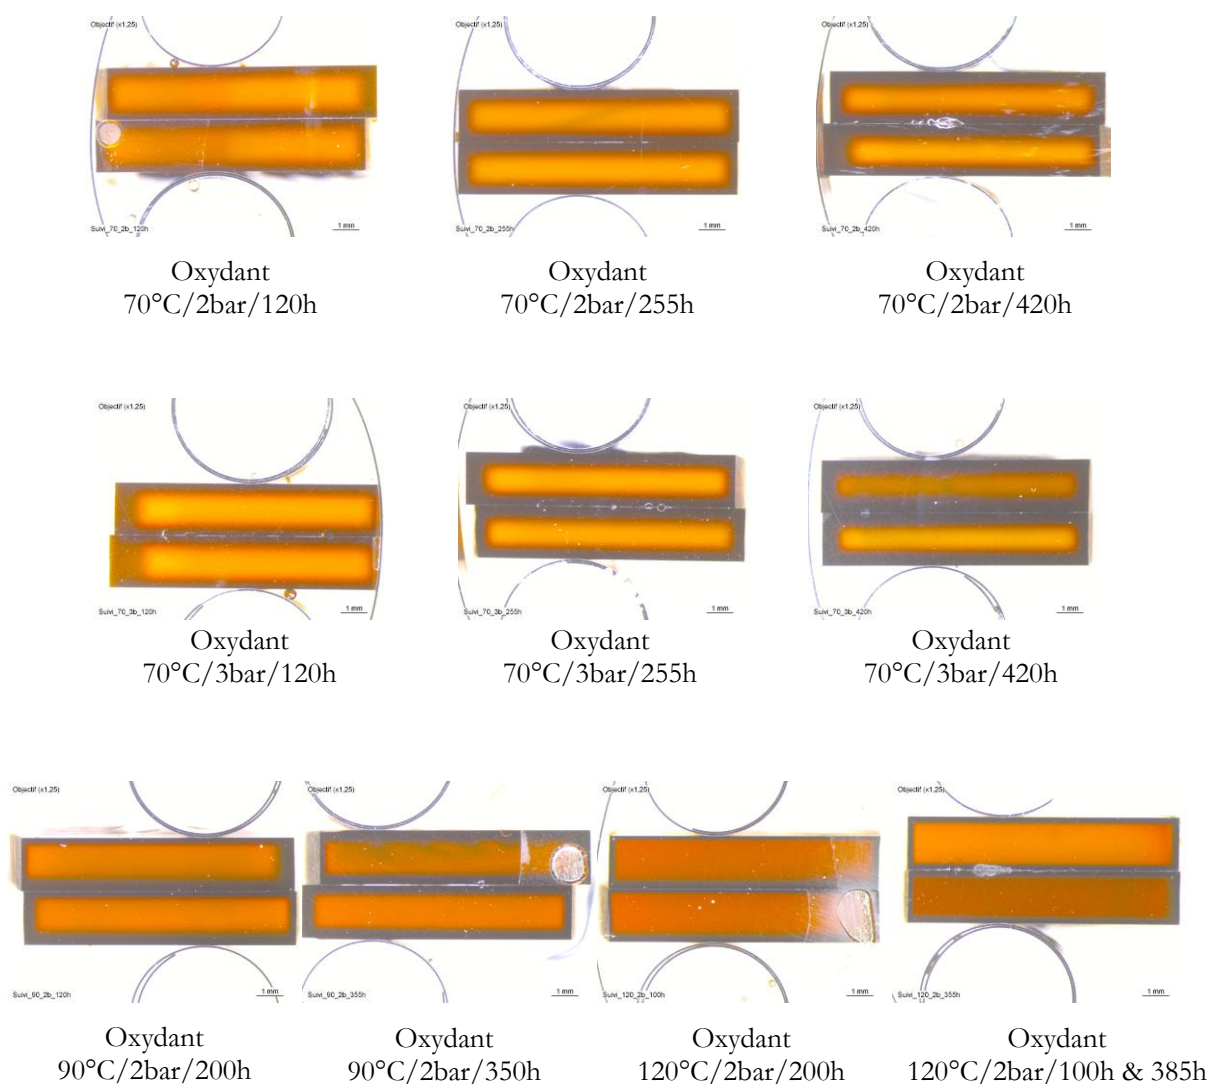 Objectif (x1,25)
Objectif (x1,25)
Objectif (x1,25)
Suivi_70_2b_120h
1 mm
Suivi_70_2b_255h
1 mm
Suivi_70_2b_420h
1 mm
Oxydant
70°C/2bar/120h
Oxydant
70°C/2bar/255h
Oxydant
70°C/2bar/420h
Objectif (x1,25)
Objectif (x1,25)
Objectif (x1,25)
Suivi_70_3b_120h
1 mm
Suivi_70_3b_255h
1 mm
Suivi_70_3b_420h
1 mm
Oxydant
70°C/3bar/120h
Oxydant
70°C/3bar/255h
Oxydant
70°C/3bar/420h
Objectif (x1,25)
Objectif (x1,25)
Objectif (x1,25)
Objectif (x1,25)
Suivi_90_2b_120h
1 mm
Suivi_90_2b_355h
1 mm
Suivi_120_2b_100h
1 mm
Suivi_120_2b_355h
1 mm
Oxydant
90°C/2bar/200h
Oxydant
90°C/2bar/350h
Oxydant
120°C/2bar/200h
Oxydant
120°C/2bar/100h & 385h